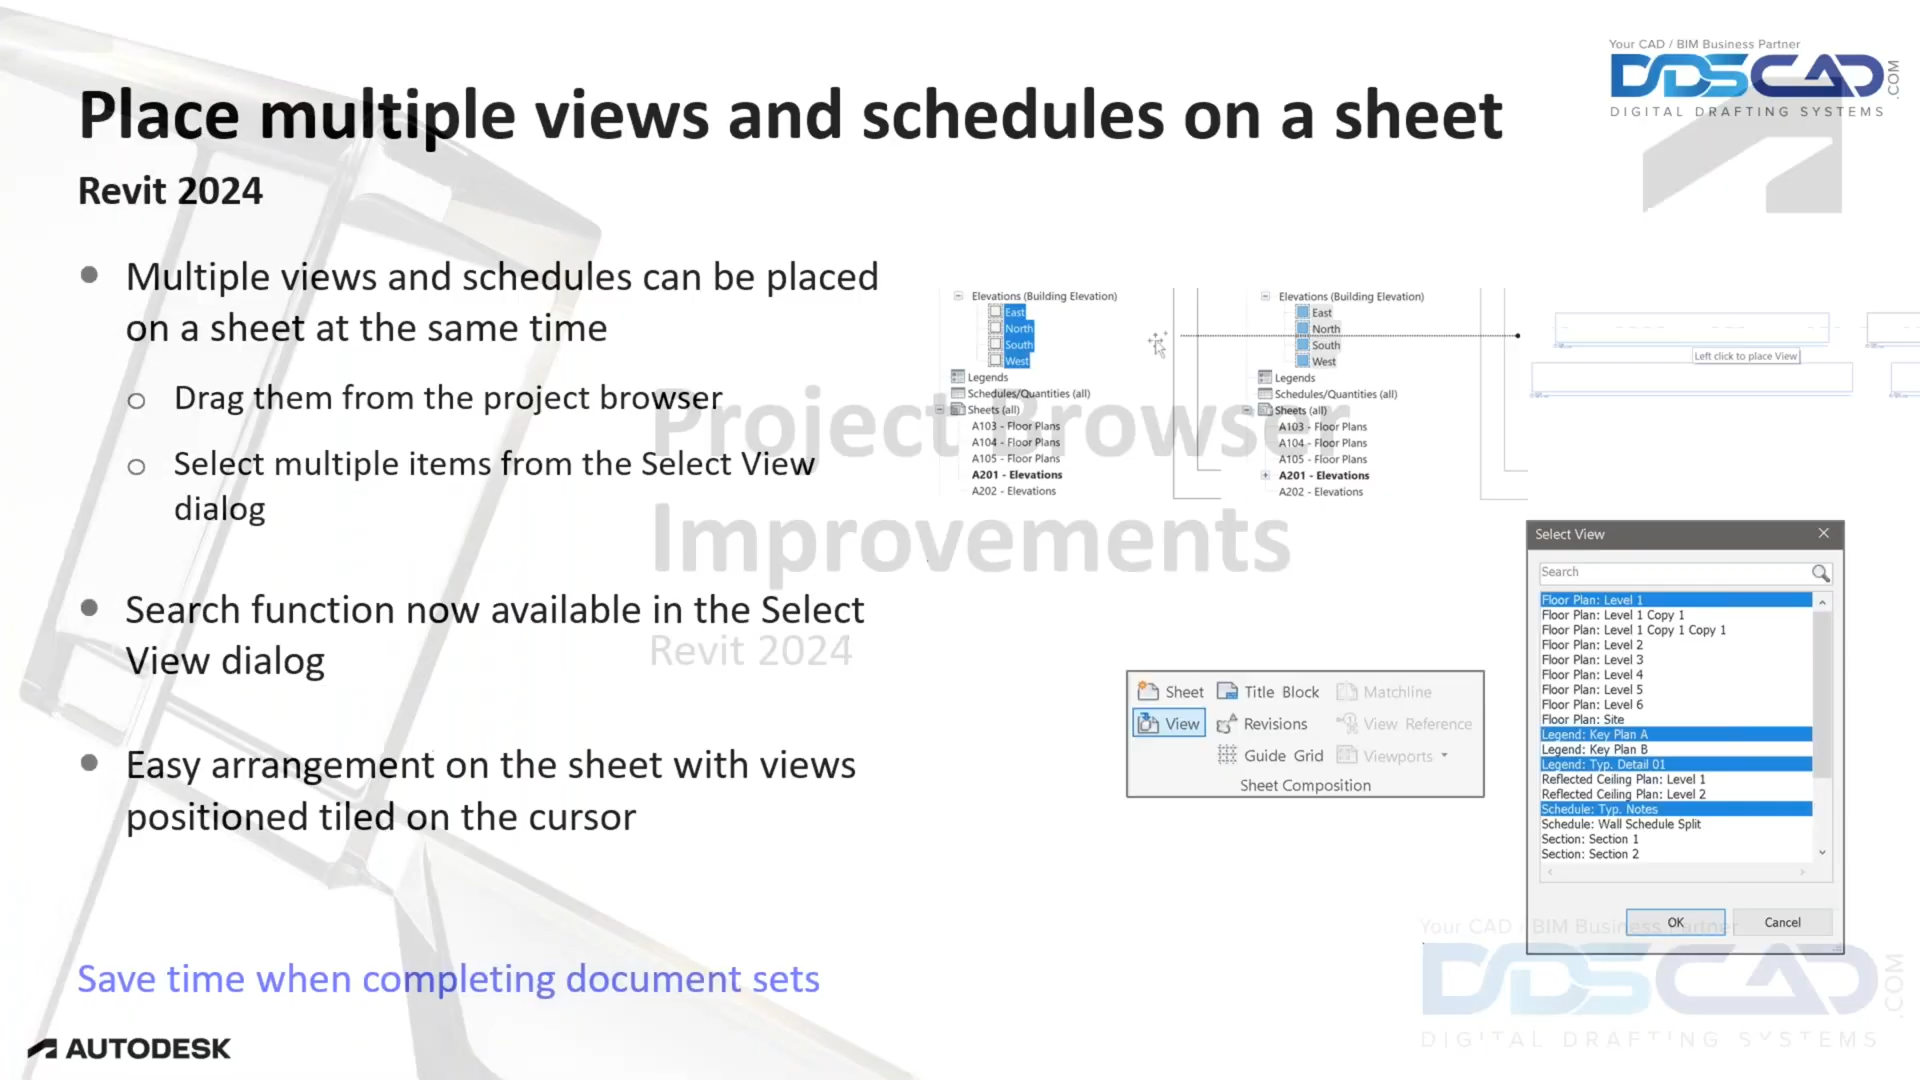 Your CAD / BIM Business Partner
DDSCAD
.COM
DIGITAL DRAFTING SYSTEMS
Place multiple views and schedules on a sheet
Revit 2024
Multiple views and schedules can be placed
on a sheet at the same time
Drag them from the project browser
Select multiple items from the Select View
dialog
Search function now available in the Select
View dialog
Easy arrangement on the sheet with views
positioned tiled on the cursor
Save time when completing document sets
AUTODESK
Project Browser
Improvements
Revit 2024
Elevations (Building Elevation)
East
North
South
West
Legends
Schedules/Quantities (all)
Sheets (all)
A103 - Floor Plans
A104 - Floor Plans
A105 - Floor Plans
A201 - Elevations
A202 - Elevations
Elevations (Building Elevation)
East
North
South
West
Legends
Schedules/Quantities (all)
Sheets (all)
A103 - Floor Plans
A104 - Floor Plans
A105 - Floor Plans
A201 - Elevations
A202 - Elevations
Left click to place View
Sheet Title Block Matchline
View Revisions View Reference
Guide Grid Viewports
Sheet Composition
Select View
Search
Floor Plan: Level 1
Floor Plan: Level 1 Copy 1
Floor Plan: Level 1 Copy 1 Copy 1
Floor Plan: Level 2
Floor Plan: Level 3
Floor Plan: Level 4
Floor Plan: Level 5
Floor Plan: Level 6
Floor Plan: Site
Legend: Key Plan A
Legend: Key Plan B
Legend: Typ. Detail 01
Reflected Ceiling Plan: Level 1
Reflected Ceiling Plan: Level 2
Schedule: Typ. Notes
Schedule: Wall Schedule Split
Section: Section 1
Section: Section 2
OK Cancel
Your CAD / BIM Business Partner
DDSCAD
.COM
DIGITAL DRAFTING SYSTEMS